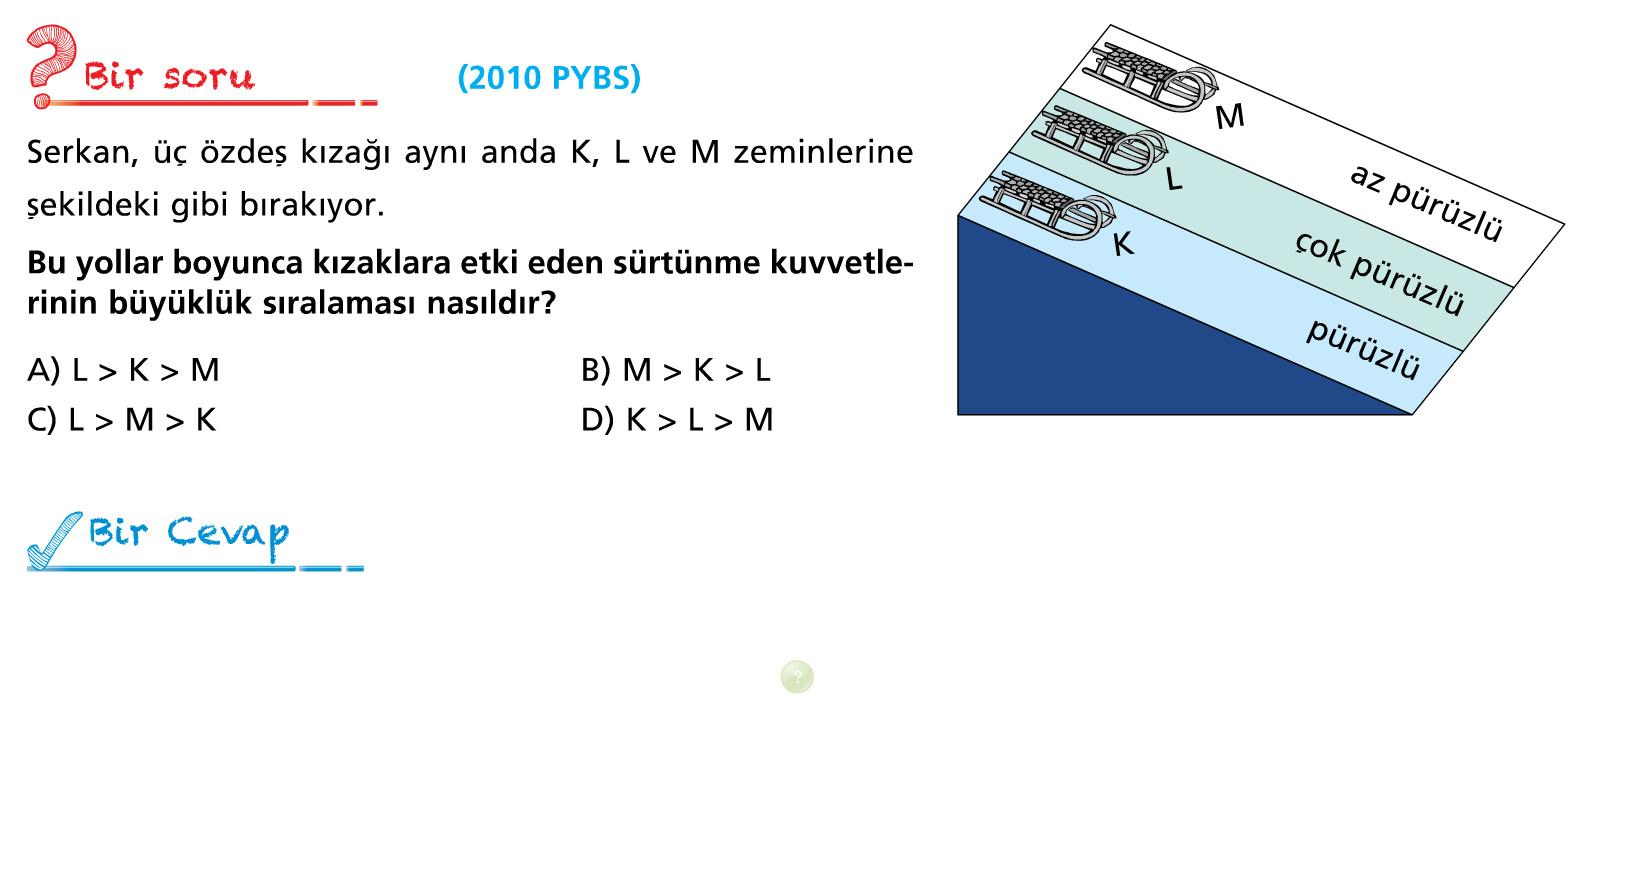 Bir soru
(2010 PYBS)
Serkan, üç özdeş kızağı aynı anda K, L ve M zeminlerine
şekildeki gibi bırakıyor.
Bu yollar boyunca kızaklara etki eden sürtünme kuvvetle-
rinin büyüklük sıralaması nasıldır?
A) L > K > M
B) M > K > L
C) L > M > K
D) K > L > M
M
az pürüzlü
L
çok pürüzlü
K
pürüzlü
Bir Cevap
?